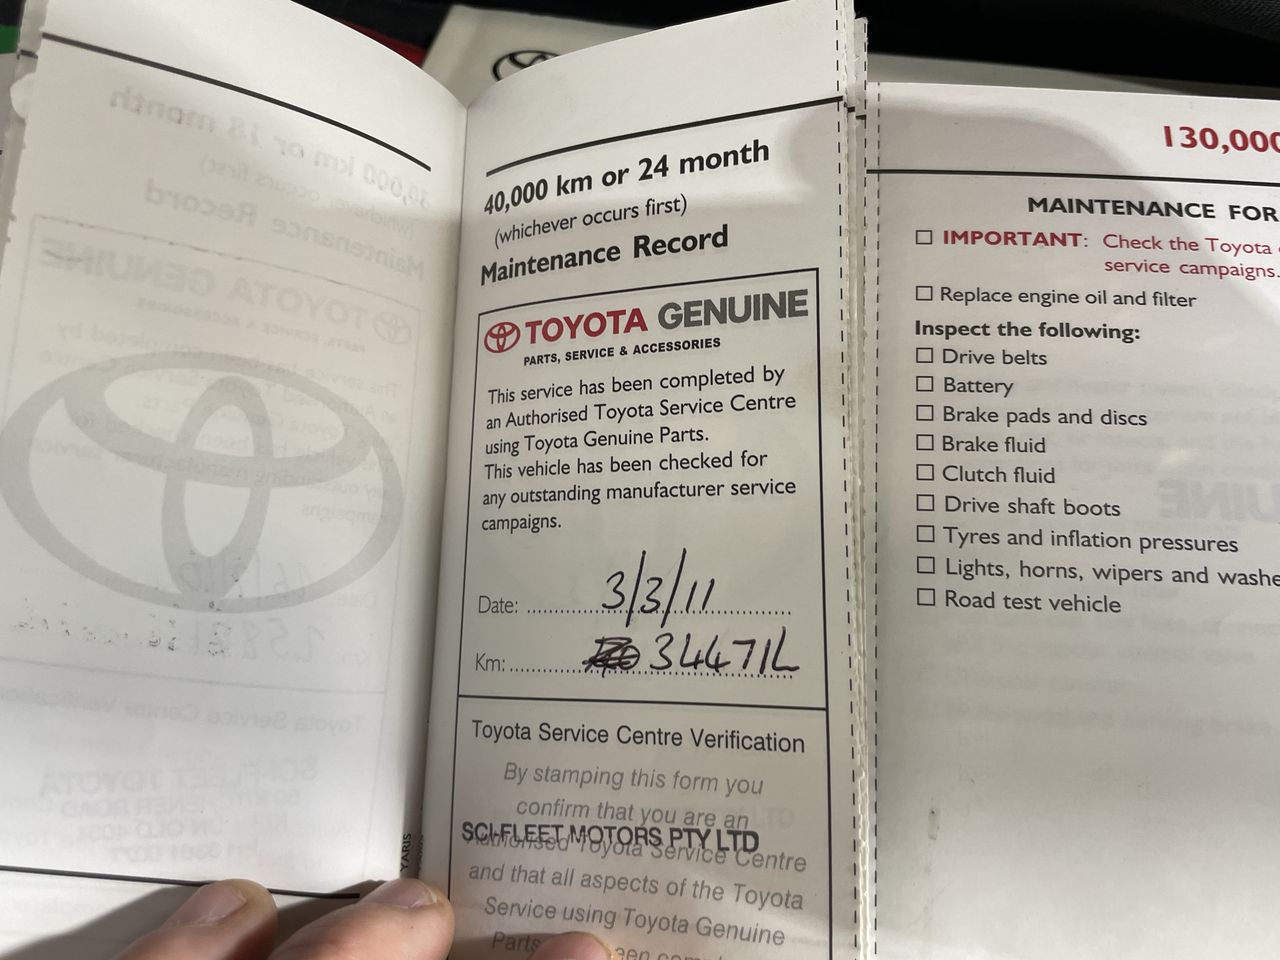 40,000 km or 24 month
(whichever occurs first)
Maintenance Record
TOYOTA GENUINE
PARTS, SERVICE & ACCESSORIES
This service has been completed by
an Authorised Toyota Service Centre
using Toyota Genuine Parts.
This vehicle has been checked for
any outstanding manufacturer service
campaigns.
Date: 3/3/11
Km: 34471
Toyota Service Centre Verification
By stamping this form you
confirm that you are an
SCI-FLEET MOTORS PTY LTD
Authorised Toyota Service Centre
and that all aspects of the Toyota
Service using Toyota Genuine
Parts
YARIS
130,000
MAINTENANCE FOR
☐ IMPORTANT: Check the Toyota
service campaigns.
☐ Replace engine oil and filter
Inspect the following:
☐ Drive belts
☐ Battery
☐ Brake pads and discs
☐ Brake fluid
☐ Clutch fluid
☐ Drive shaft boots
☐ Tyres and inflation pressures
☐ Lights, horns, wipers and washe
☐ Road test vehicle